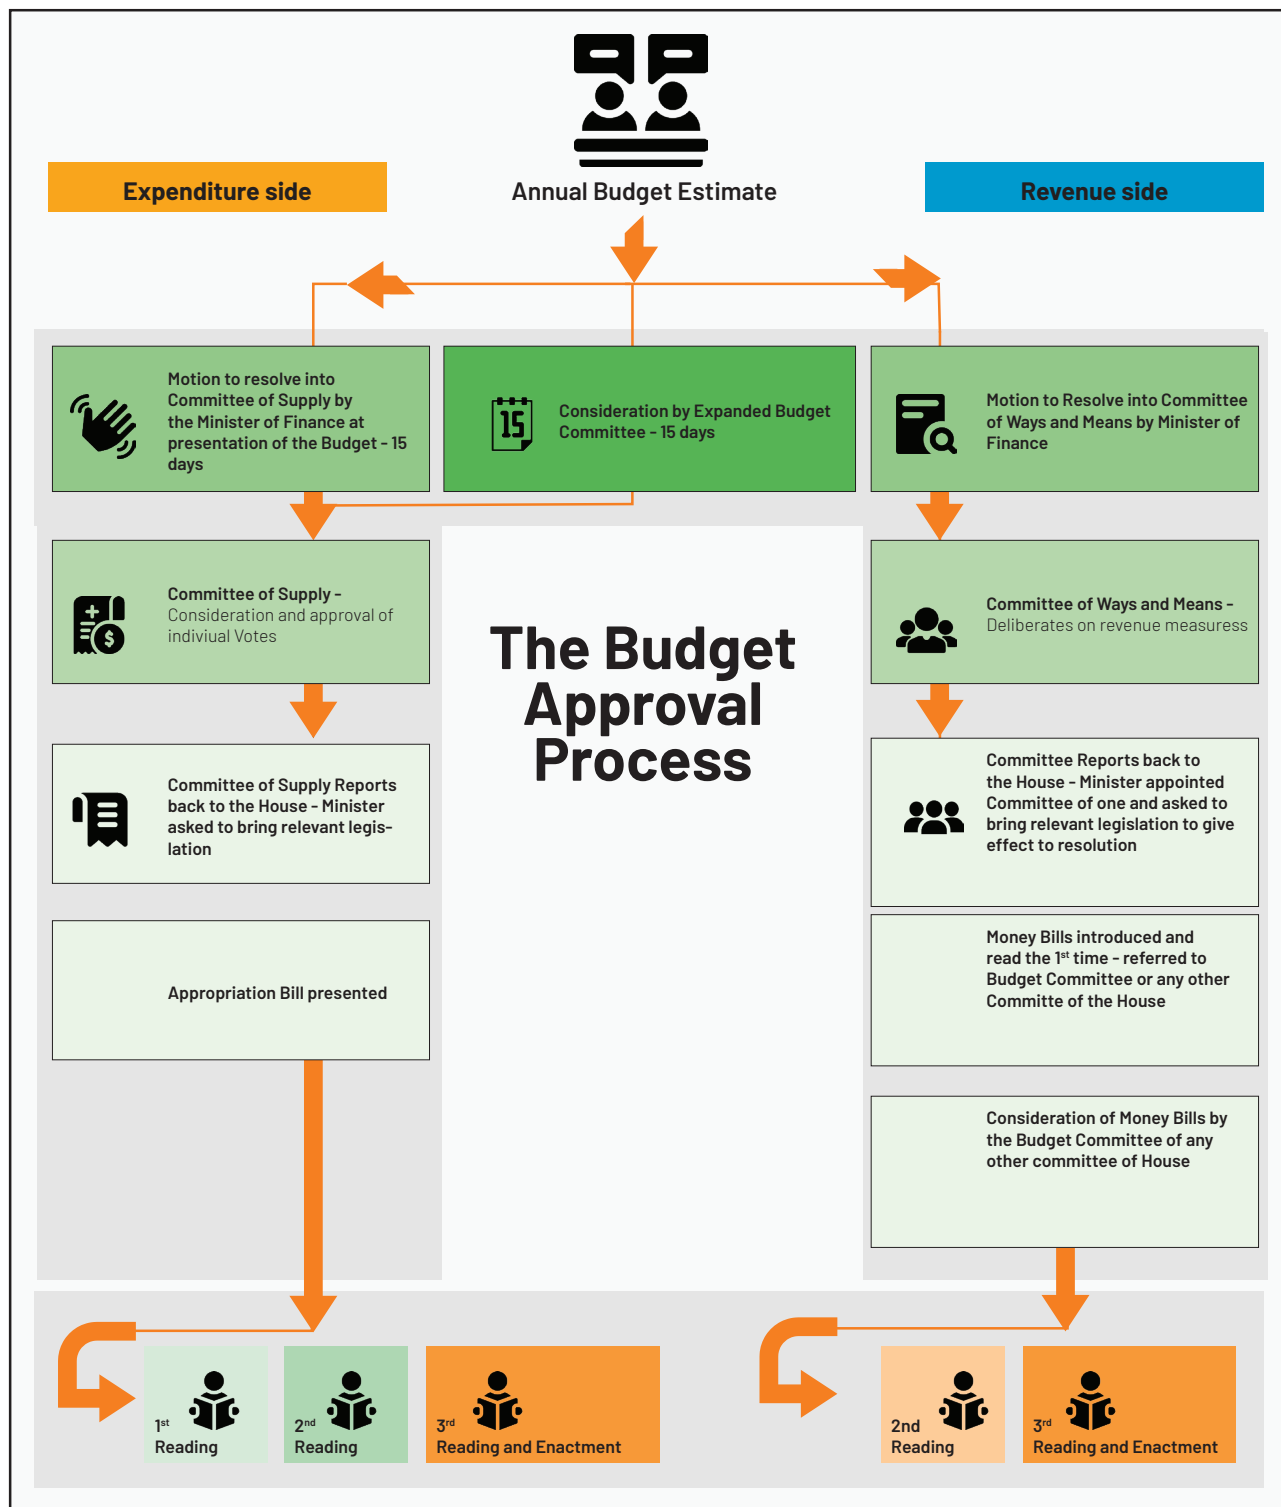 Annual Budget Estimate
Expenditure side
Revenue side
Motion to resolve into
Committee of Supply by
the Minister of Finance at
presentation of the Budget - 15
days
15
Consideration by Expanded Budget
Committee - 15 days
Motion to Resolve into Committee
of Ways and Means by Minister of
Finance
Committee of Supply -
Consideration and approval of
indiviual Votes
$
The Budget
Approval
Process
Committee of Ways and Means -
Deliberates on revenue measuress
Committee of Supply Reports
back to the House - Minister
asked to bring relevant legis-
lation
Committee Reports back to
the House - Minister appointed
Committee of one and asked to
bring relevant legislation to give
effect to resolution
Appropriation Bill presented
Money Bills introduced and
read the 1st time - referred to
Budget Committee or any other
Committe of the House
Consideration of Money Bills by
the Budget Committee of any
other committee of House
1st
Reading
2nd
Reading
3rd
Reading and Enactment
2nd
Reading
3rd
Reading and Enactment